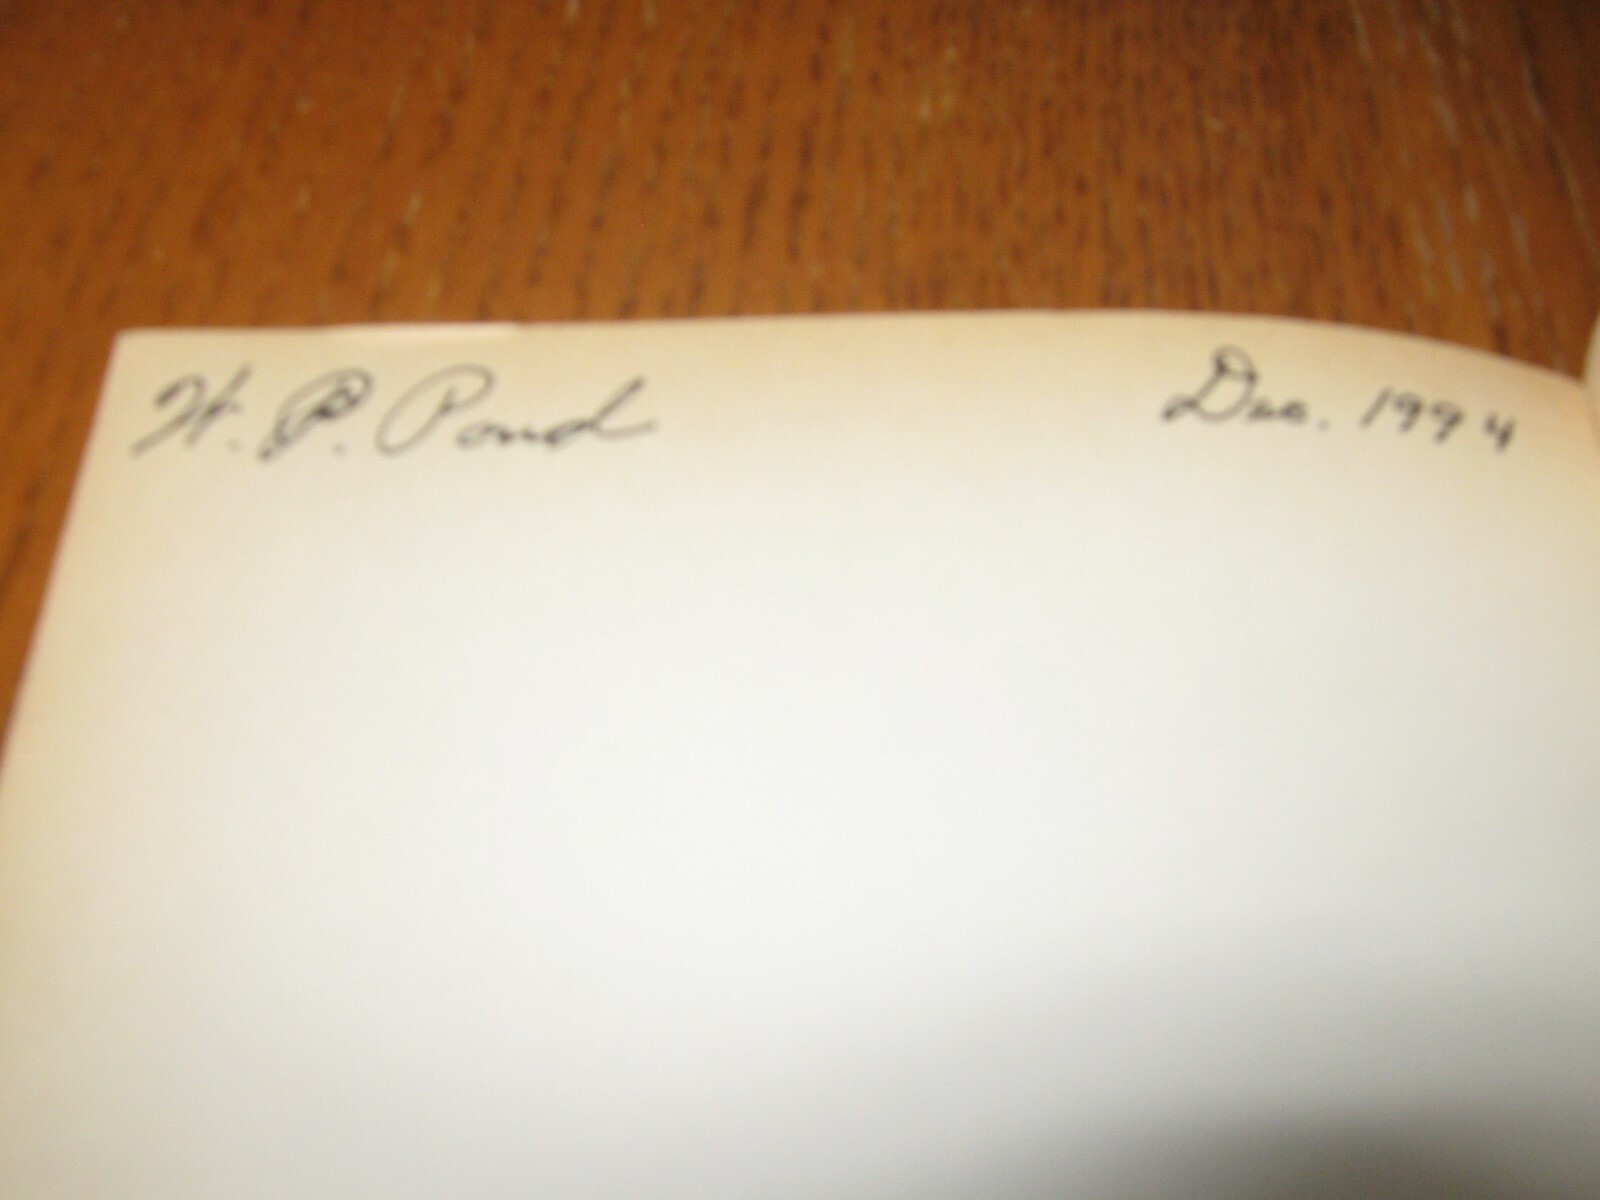 H. P. Pond Dec. 1994